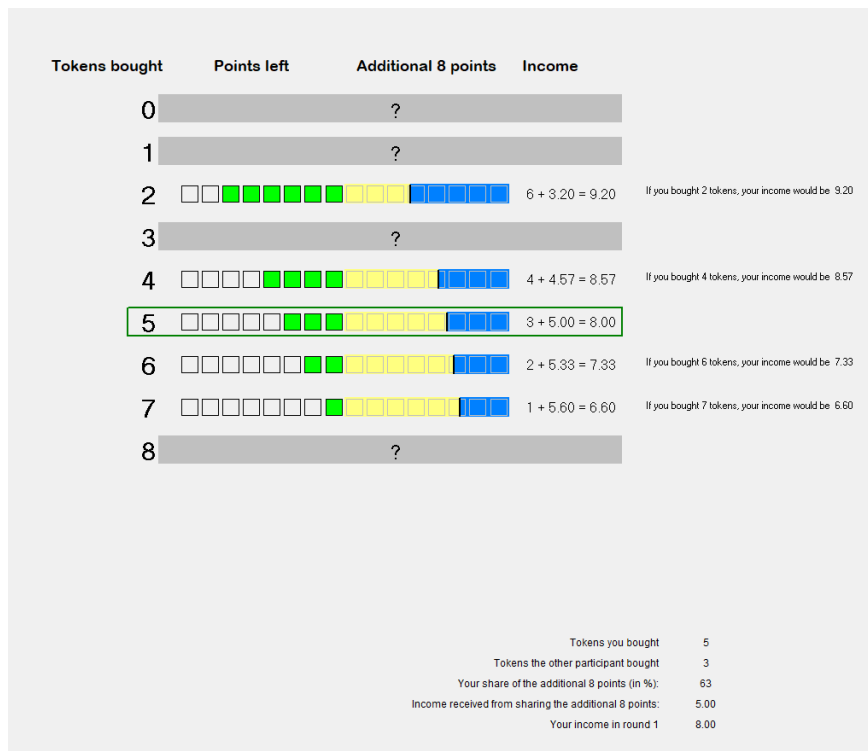 Tokens bought Points left Additional 8 points Income
0 ?
1 ?
2 6 + 3.20 = 9.20 If you bought 2 tokens, your income would be 9.20
3 ?
4 4 + 4.57 = 8.57 If you bought 4 tokens, your income would be 8.57
5 3 + 5.00 = 8.00
6 2 + 5.33 = 7.33 If you bought 6 tokens, your income would be 7.33
7 1 + 5.60 = 6.60 If you bought 7 tokens, your income would be 6.60
8 ?
Tokens you bought 5
Tokens the other participant bought 3
Your share of the additional 8 points (in %): 63
Income received from sharing the additional 8 points: 5.00
Your income in round 1 8.00